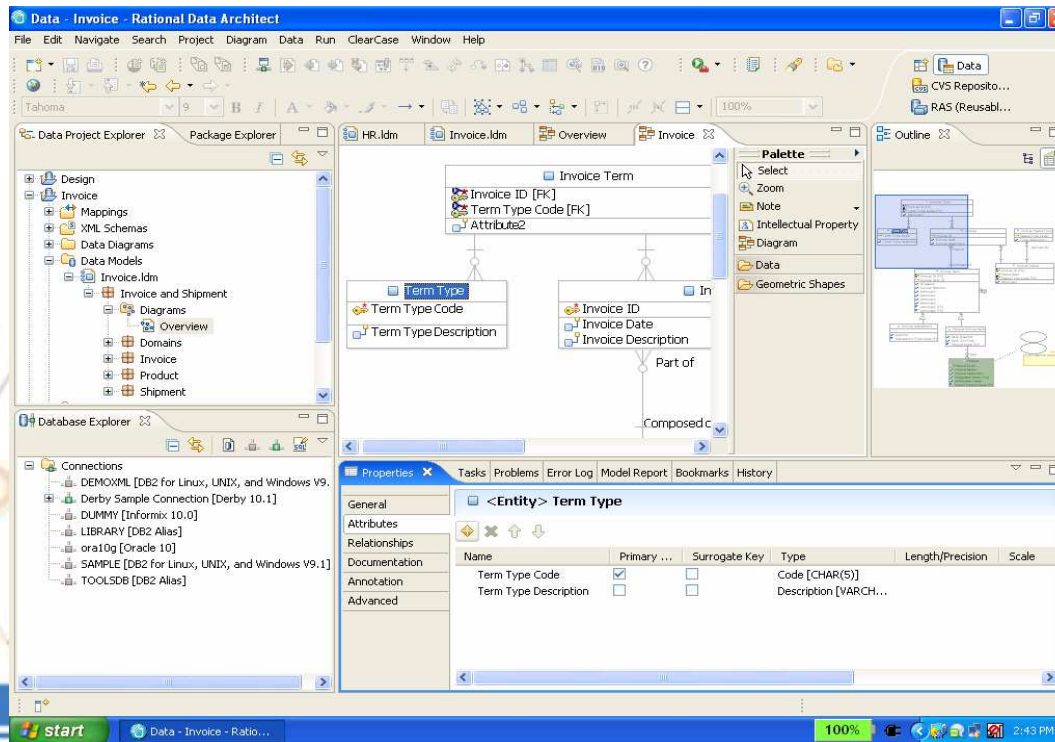 Data - Invoice - Rational Data Architect
File Edit Navigate Search Project Diagram Data Run ClearCase Window Help
Data
CVS Reposito...
Tahoma 9 B I A 100%
RAS (Reusabl...
Data Project Explorer Package Explorer
Design
Invoice
Mappings
XML Schemas
Data Diagrams
Data Models
Invoice.ldm
Invoice and Shipment
Diagrams
Overview
Domains
Invoice
Product
Shipment
HR.ldm Invoice.ldm Overview Invoice
Invoice Term
Invoice ID [FK]
Term Type Code [FK]
Attribute2
Term Type
Term Type Code
Term Type Description
In
Invoice ID
Invoice Date
Invoice Description
Part of
Composed o
Palette
Select
Zoom
Note
Intellectual Property
Diagram
Data
Geometric Shapes
Outline
Database Explorer
Connections
DEMOXML [DB2 for Linux, UNIX, and Windows V9.
Derby Sample Connection [Derby 10.1]
DUMMY [Informix 10.0]
LIBRARY [DB2 Alias]
ora10g [Oracle 10]
SAMPLE [DB2 for Linux, UNIX, and Windows V9.1]
TOOLSDB [DB2 Alias]
Properties Tasks Problems Error Log Model Report Bookmarks History
General
Attributes
Relationships
Documentation
Annotation
Advanced
<Entity> Term Type
Name Primary ... Surrogate Key Type Length/Precision Scale
Term Type Code Code [CHAR(5)]
Term Type Description Description [VARCH...
start Data - Invoice - Ratio... 100% 2:43 PM